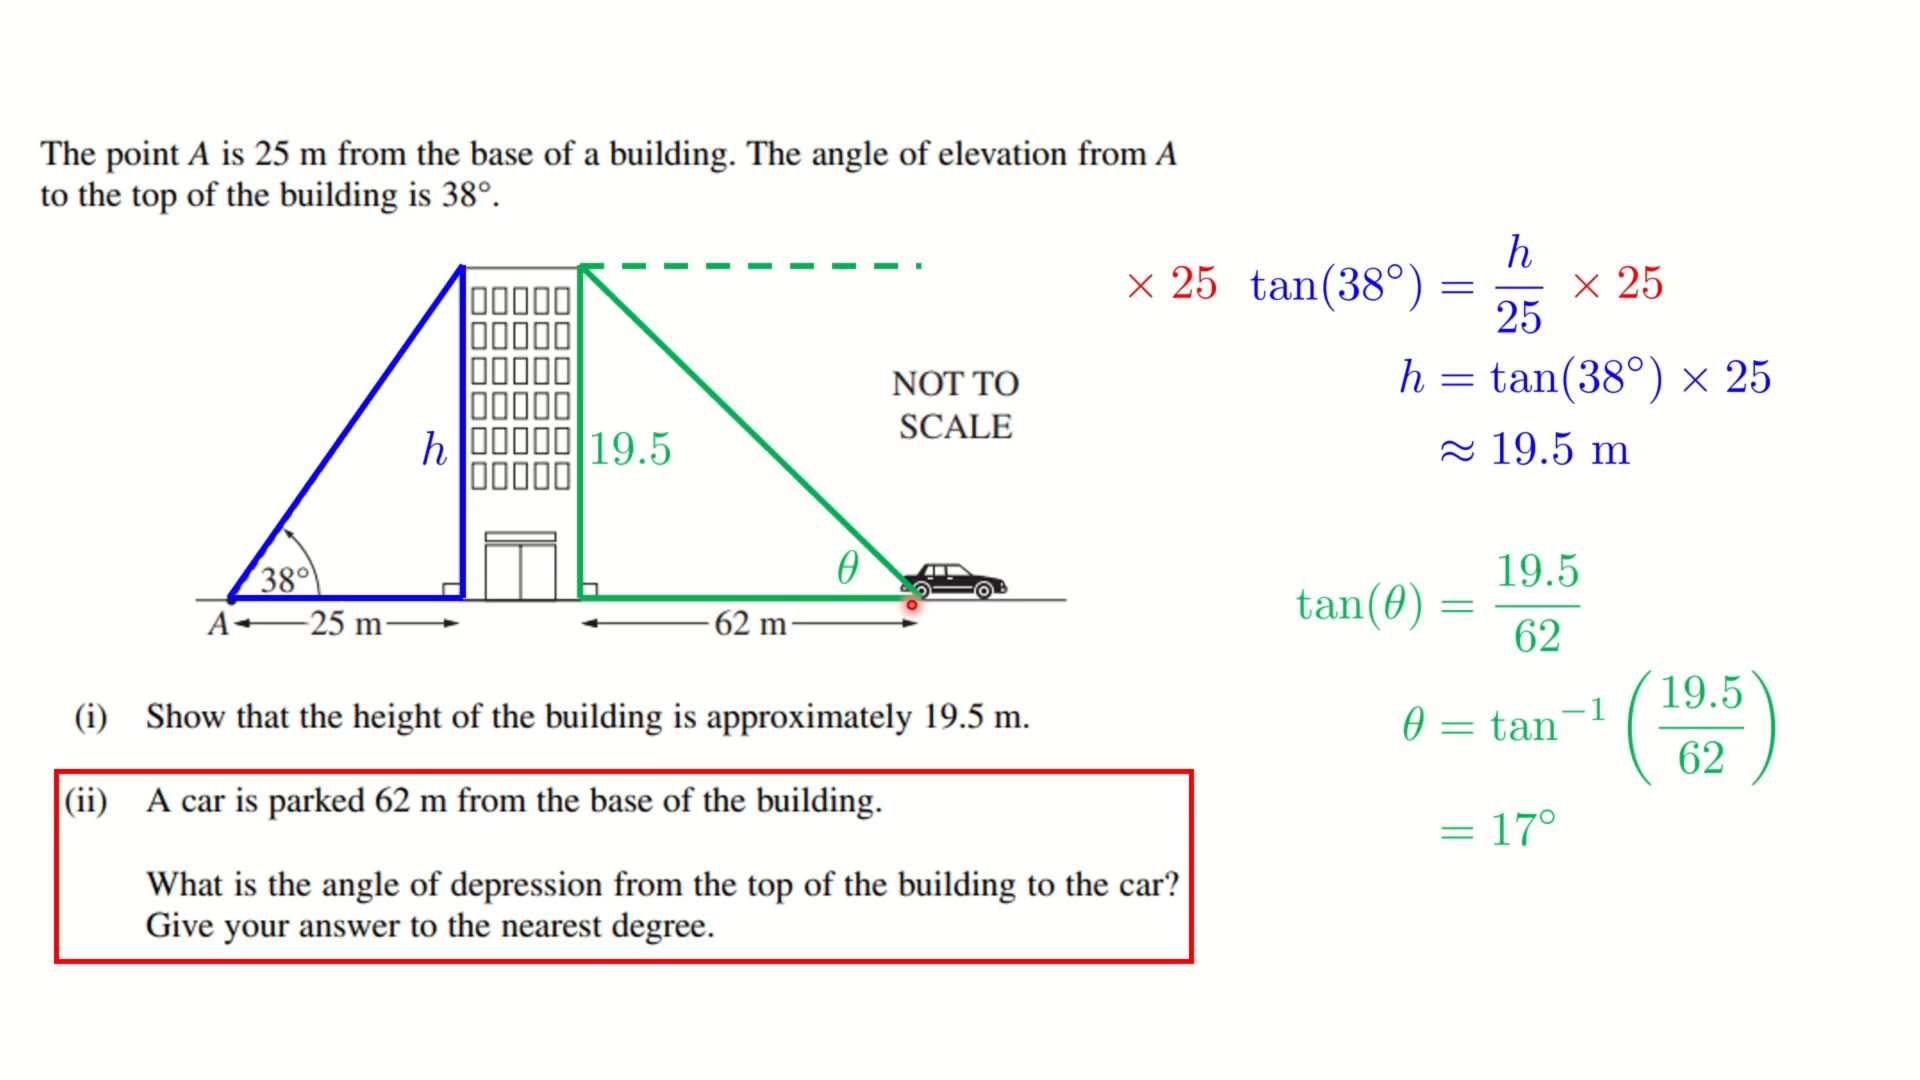 The point A is 25 m from the base of a building. The angle of elevation from A
to the top of the building is 38°.
× 25 tan(38°) = h/25 × 25
h = tan(38°) × 25
≈ 19.5 m
NOT TO
SCALE
h
19.5
θ
38°
A
25 m
62 m
tan(θ) = 19.5/62
θ = tan⁻¹(19.5/62)
= 17°
(i) Show that the height of the building is approximately 19.5 m.
(ii) A car is parked 62 m from the base of the building.
What is the angle of depression from the top of the building to the car?
Give your answer to the nearest degree.